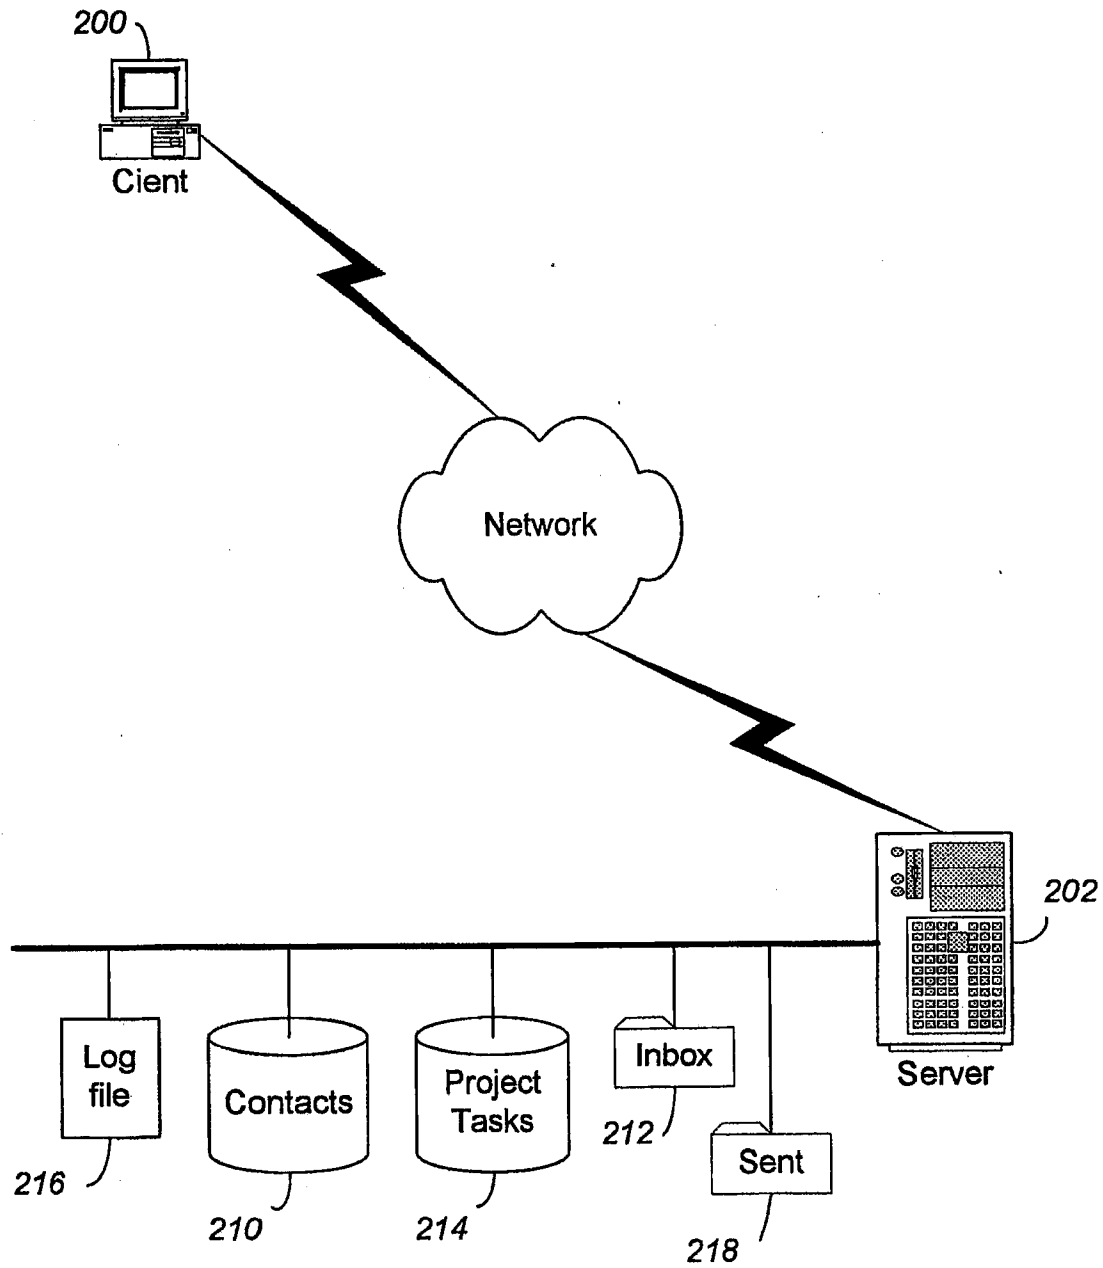 200
Cient
Network
202
Server
Log
file
Contacts
Project
Tasks
Inbox
Sent
216
210
214
212
218